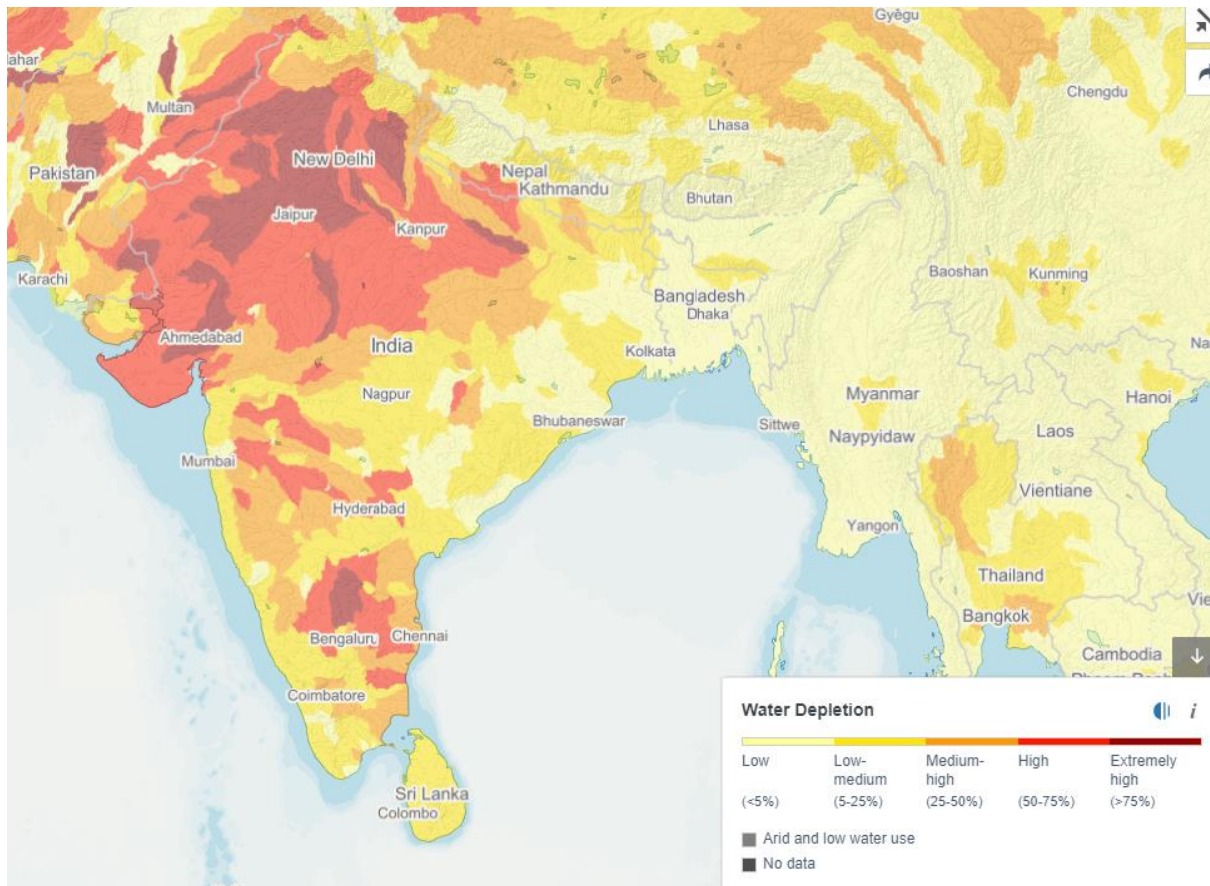 Gyêgu
lahar
Multan
Chengdu
Lhasa
New Delhi
Pakistan
Nepal
Kathmandu
Bhutan
Jaipur
Kanpur
Karachi
Baoshan
Kunming
Bangladesh
Dhaka
Ahmedabad
India
Kolkata
Na
Nagpur
Myanmar
Hanoi
Bhubaneswar
Sittwe
Naypyidaw
Laos
Mumbai
Vientiane
Hyderabad
Yangon
Thailand
Vie
Bangkok
Bengaluru
Chennai
Cambodia
Coimbatore
Sri Lanka
Colombo
Water Depletion
i
Low
Low-
medium
Medium-
high
High
Extremely
high
(<5%)
(5-25%)
(25-50%)
(50-75%)
(>75%)
Arid and low water use
No data